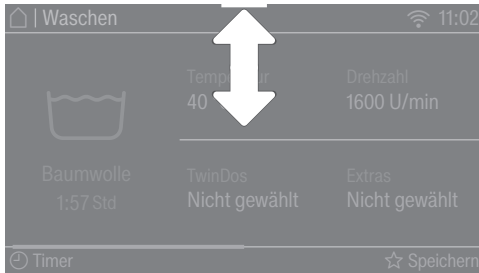 | Waschen 11:02
Drehzahl
40 1600 U/min
Baumwolle TwinDos Extras
1:57 Std Nicht gewählt Nicht gewählt
Timer Speichern